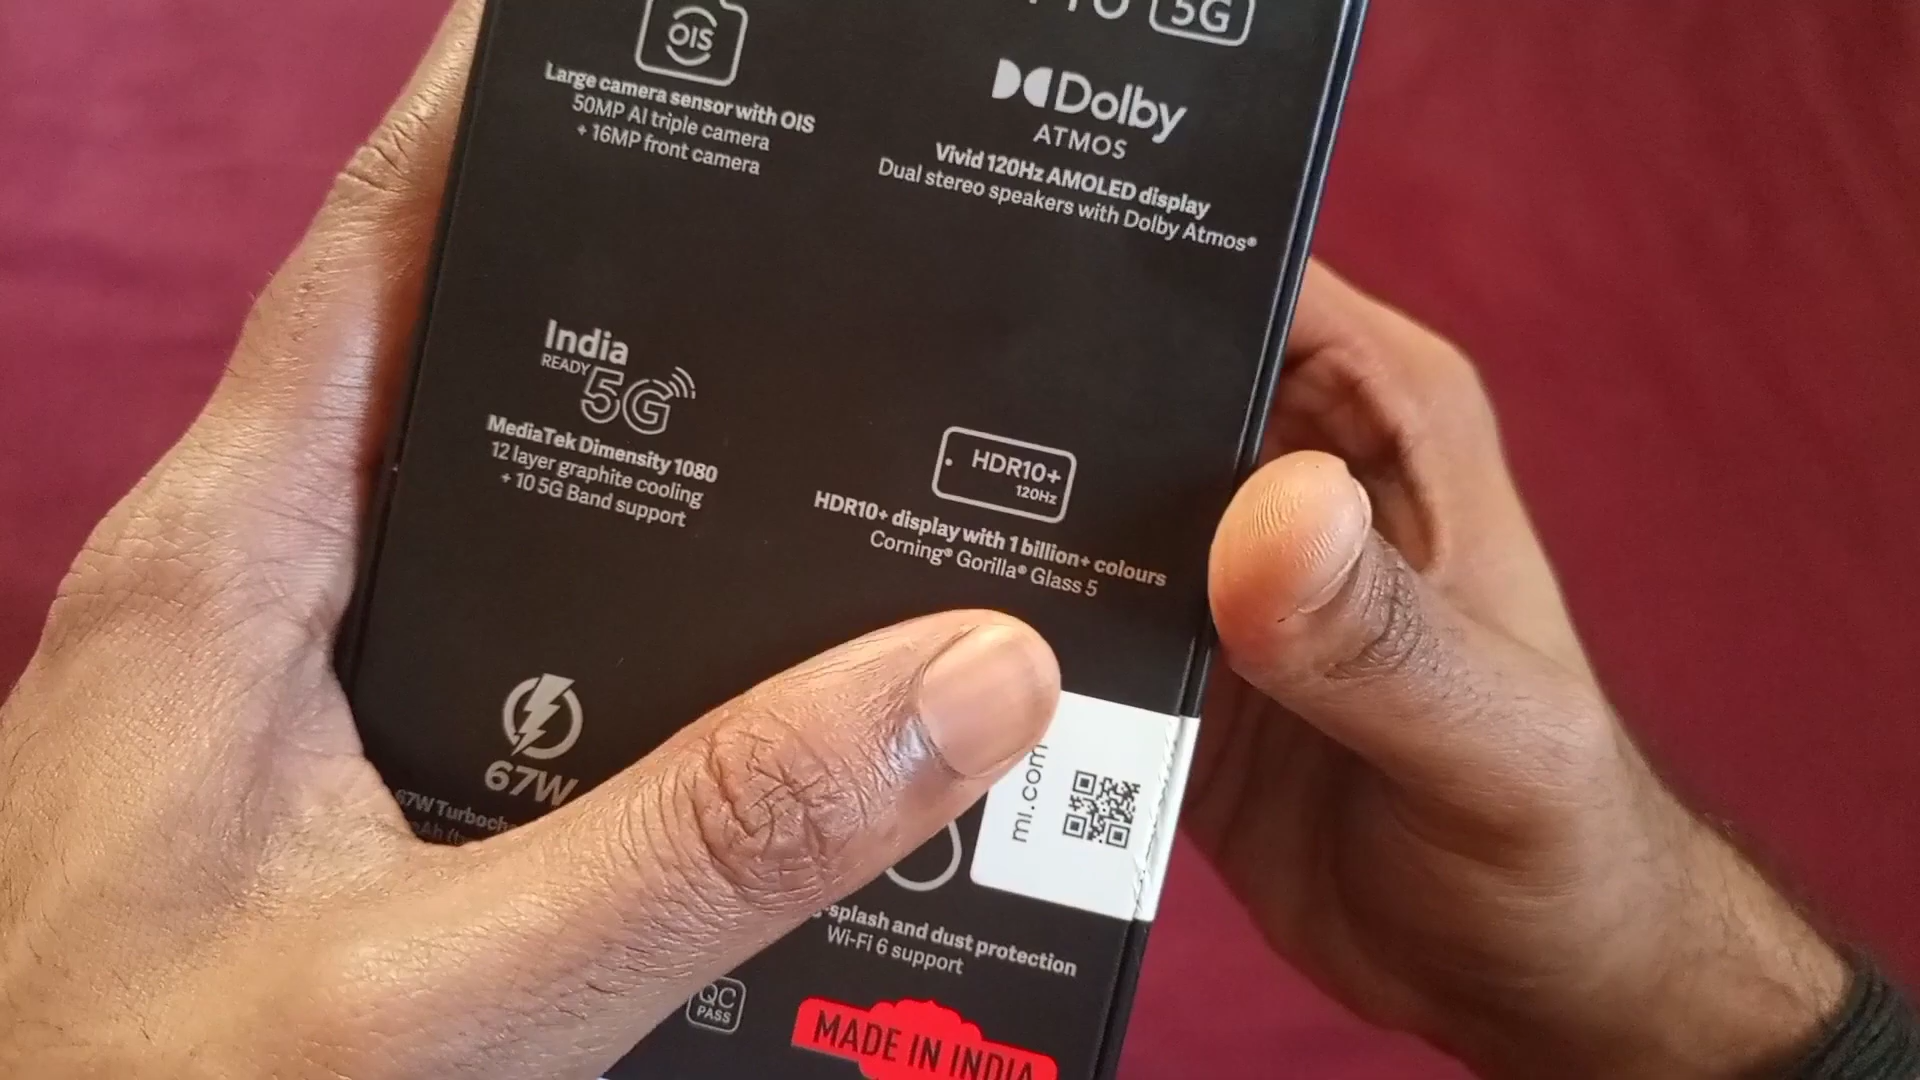 5G
OIS
Large camera sensor with OIS
50MP AI triple camera
+ 16MP front camera
Dolby
ATMOS
Vivid 120Hz AMOLED display
Dual stereo speakers with Dolby Atmos®
India
READY
5G
MediaTek Dimensity 1080
12 layer graphite cooling
+ 10 5G Band support
HDR10+
120Hz
HDR10+ display with 1 billion+ colours
Corning® Gorilla® Glass 5
67W
67W
mi.com
splash and dust protection
Wi-Fi 6 support
QC
PASS
MADE IN INDIA